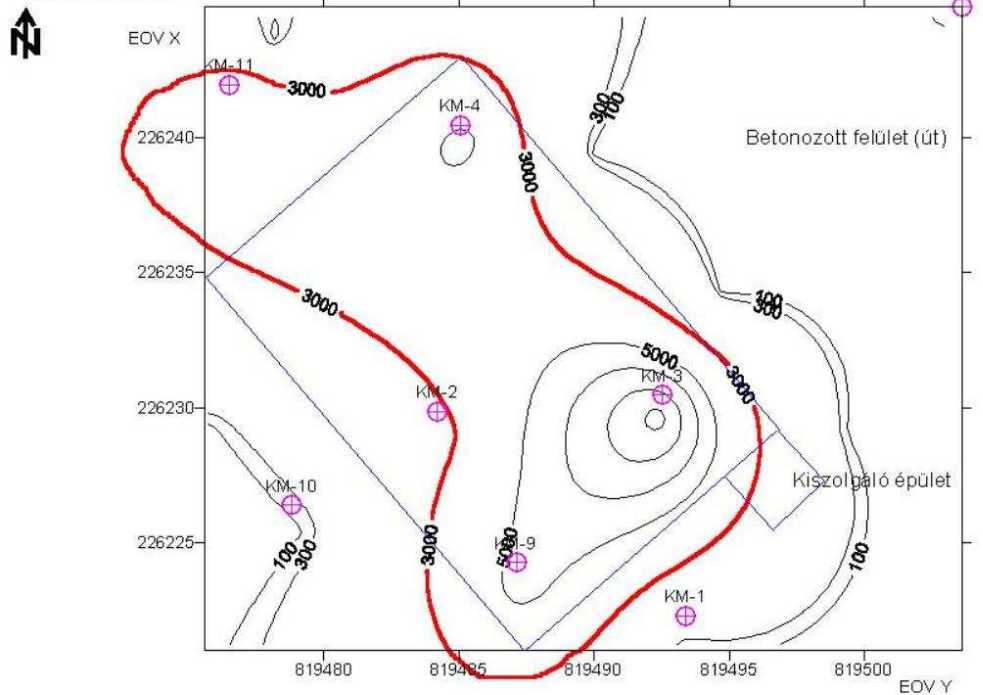 N
EOV X
KM-11
3000
KM-4
300
100
226240
Betonozott felület (út)
3000
226235
3000
100
300
5000
KM-3
3000
KM-2
226230
KM-10
Kiszolgáló épület
3000
5000
KM-9
226225
100
300
100
KM-1
819480
819485
819490
819495
819500
EOV Y